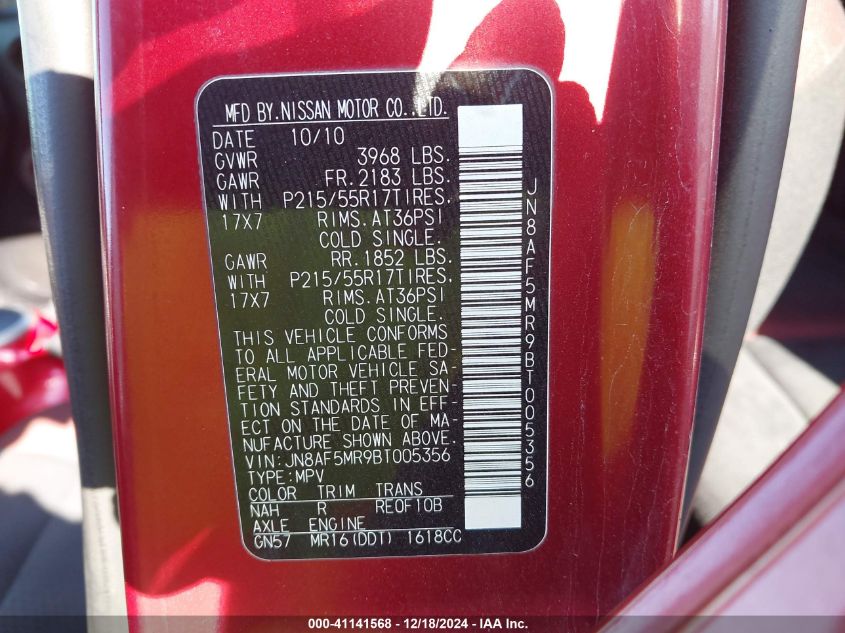 MFD BY.NISSAN MOTOR CO.,LTD.
DATE 10/10
GVWR 3968 LBS.
GAWR FR.2183 LBS.
WITH P215/55R17TIRES.
17X7 RIMS.AT36PSI
COLD SINGLE.
GAWR RR.1852 LBS.
WITH P215/55R17TIRES.
17X7 RIMS.AT36PSI
COLD SINGLE.
THIS VEHICLE CONFORMS
TO ALL APPLICABLE FED
ERAL MOTOR VEHICLE SA-
FETY AND THEFT PREVEN-
TION STANDARDS IN EFF-
ECT ON THE DATE OF MA-
NUFACTURE SHOWN ABOVE.
VIN:JN8AF5MR9BT005356
TYPE:MPV
COLOR TRIM TRANS
NAH R RE0F10B
AXLE ENGINE
GN57 MR16(DDT) 1618CC
JN8AF5MR9BT005356
000-41141568 - 12/18/2024 - IAA Inc.